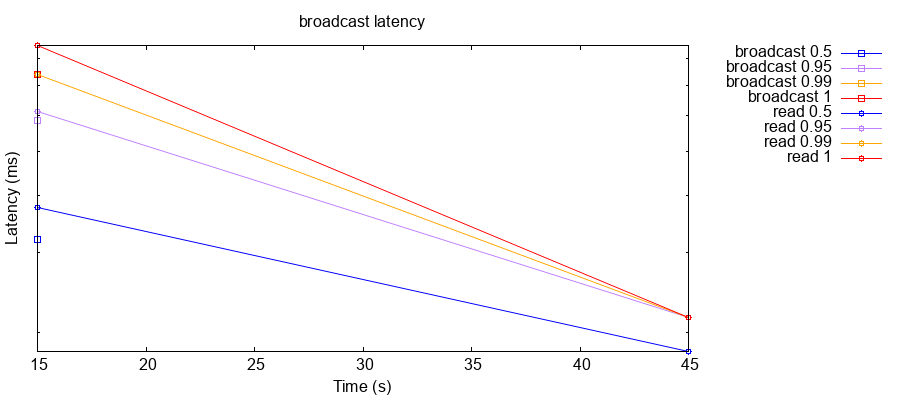 broadcast latency
broadcast 0.5
broadcast 0.95
broadcast 0.99
broadcast 1
read 0.5
read 0.95
read 0.99
read 1
Latency (ms)
15 20 25 30 35 40 45
Time (s)